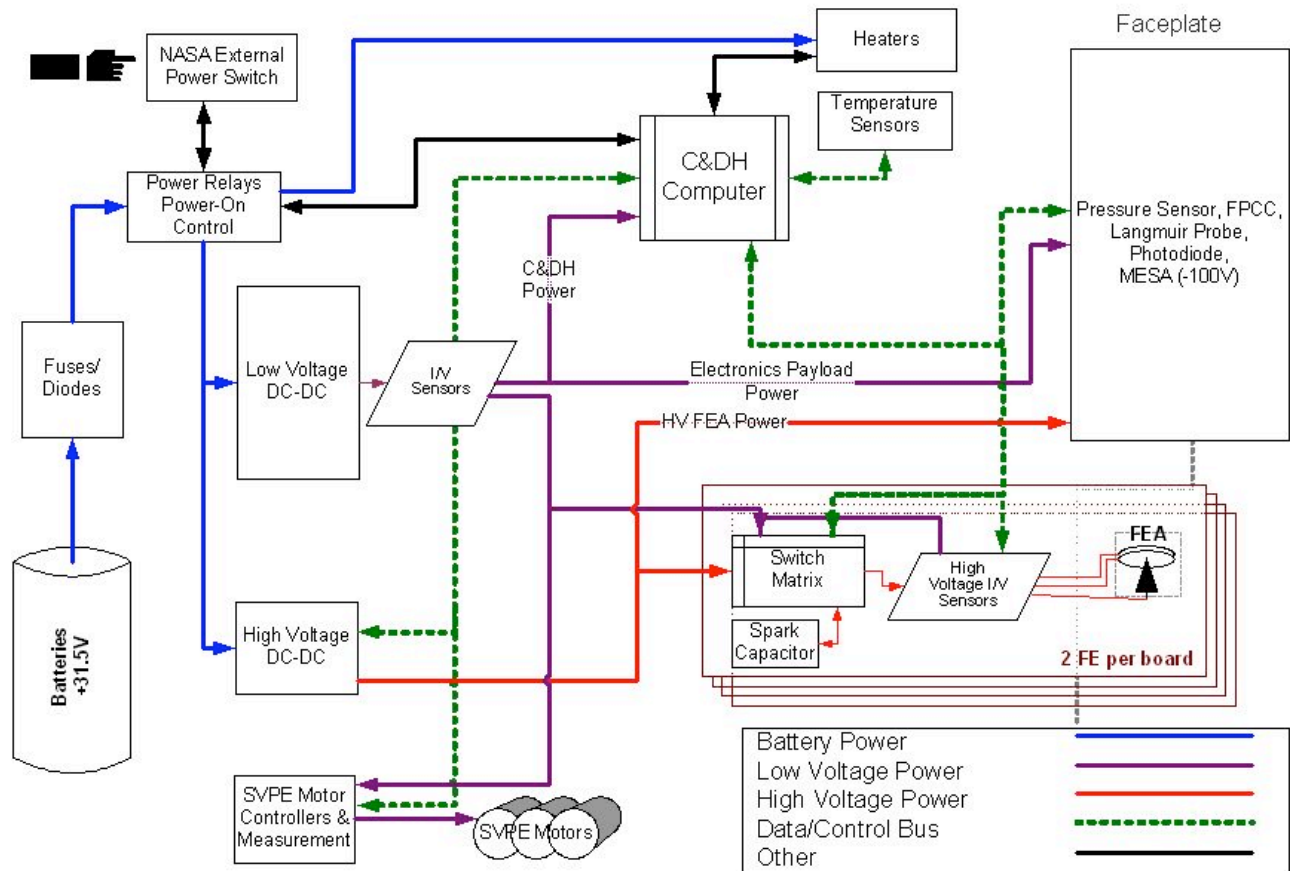 Faceplate
NASA External
Power Switch
Heaters
Temperature
Sensors
C&DH
Computer
Power Relays
Power-On
Control
Pressure Sensor, FPCC,
Langmuir Probe,
Photodiode,
MESA (-100V)
C&DH
Power
Fuses/
Diodes
Low Voltage
DC-DC
I/V
Sensors
Electronics Payload
Power
HV FEA Power
FEA
Switch
Matrix
High
Voltage I/V
Sensors
Spark
Capacitor
2 FE per board
High Voltage
DC-DC
Batteries
+31.5V
SVPE Motor
Controllers &
Measurement
SVPE Motors
Battery Power
Low Voltage Power
High Voltage Power
Data/Control Bus
Other